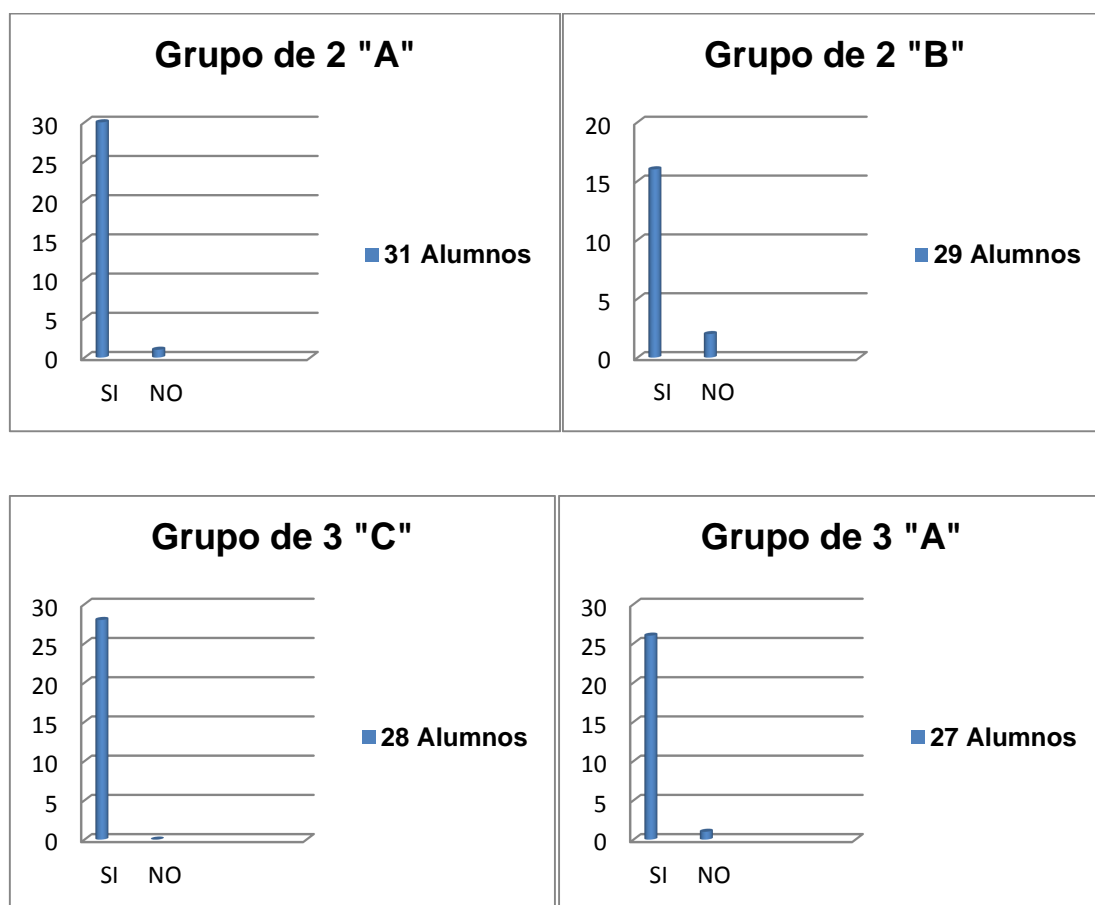 Grupo de 2 "A"
30
25
20
15
10
5
0
SI NO
31 Alumnos
Grupo de 2 "B"
20
15
10
5
0
SI NO
29 Alumnos
Grupo de 3 "C"
30
25
20
15
10
5
0
SI NO
28 Alumnos
Grupo de 3 "A"
30
25
20
15
10
5
0
SI NO
27 Alumnos